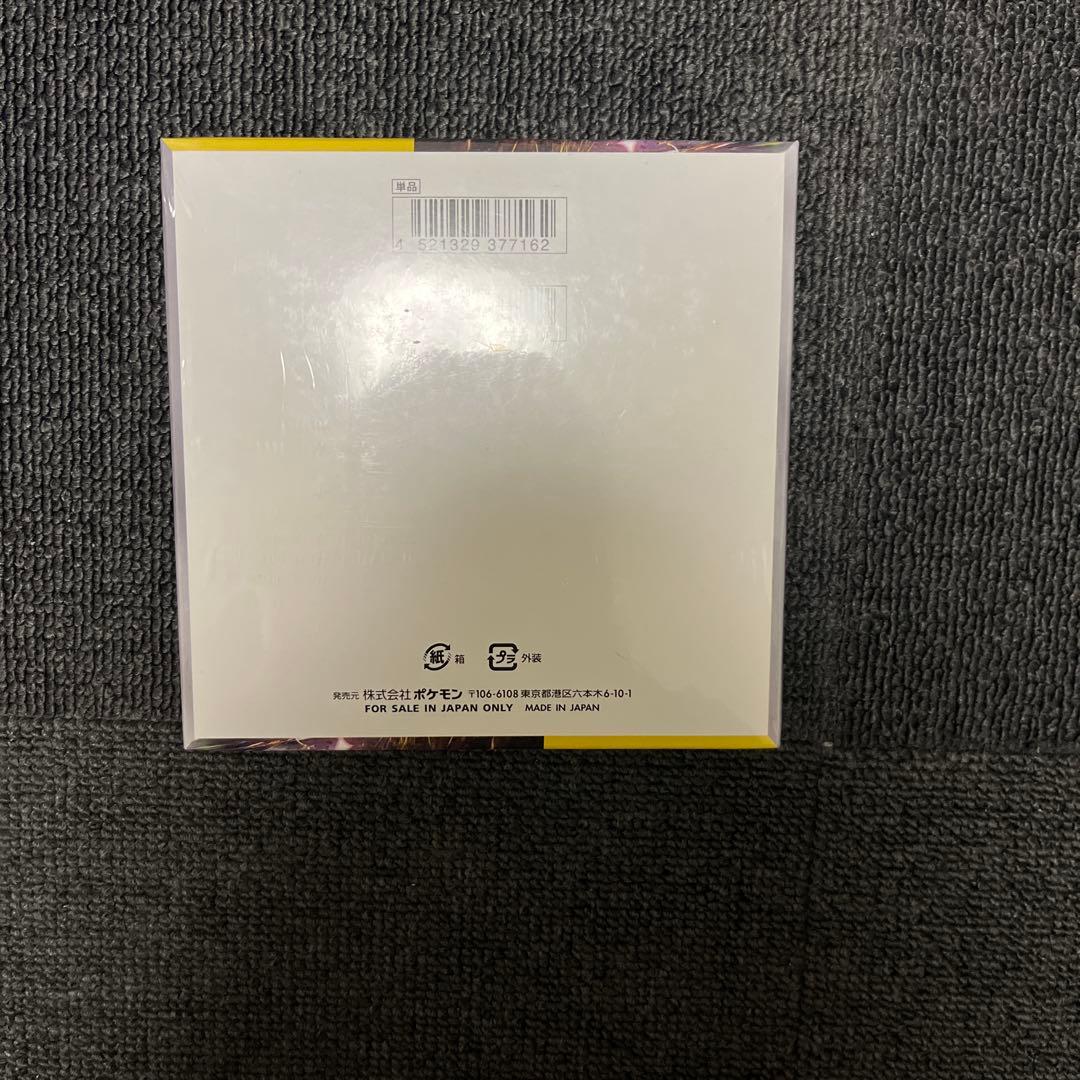 単品
4 521329 377162
紙 箱 プラ 外装
発売元 株式会社 ポケモン 〒106-6108 東京都港区六本木6-10-1
FOR SALE IN JAPAN ONLY MADE IN JAPAN